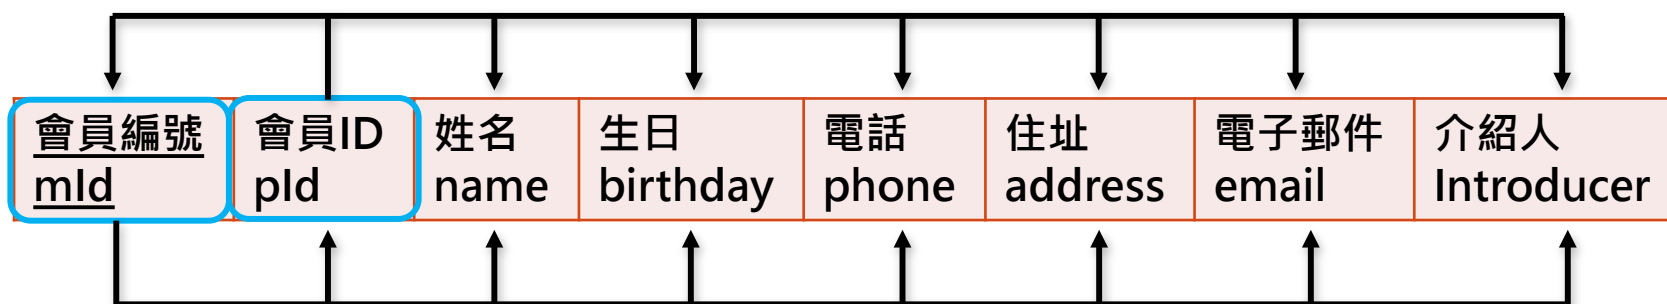 會員編號 會員ID 姓名 生日 電話 住址 電子郵件 介紹人
mId pId name birthday phone address email Introducer